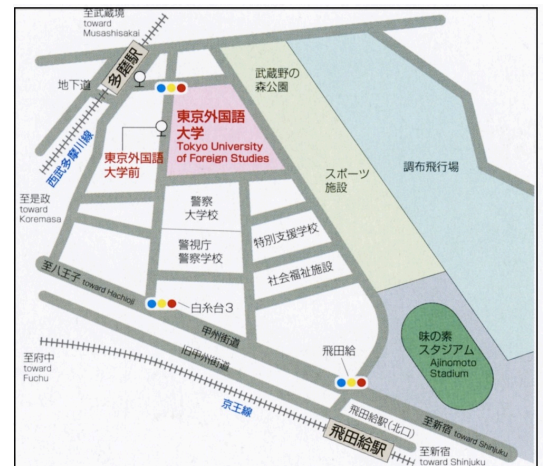 至武蔵境
toward
Musashisakai
多磨駅
地下道
西武多摩川線
東京外国語
大学
Tokyo University
of Foreign Studies
東京外国語
大学前
武蔵野の
森公園
調布飛行場
スポーツ
施設
至是政
toward
Koremasa
警察
大学校
警視庁
警察学校
特別支援学校
社会福祉施設
至八王子 toward Hachioji
白糸台3
甲州街道
旧甲州街道
飛田給
味の素
スタジアム
Ajinomoto
Stadium
至府中
toward
Fuchu
京王線
飛田給駅(北口)
飛田給駅
至新宿 toward Shinjuku
至新宿
toward Shinjuku